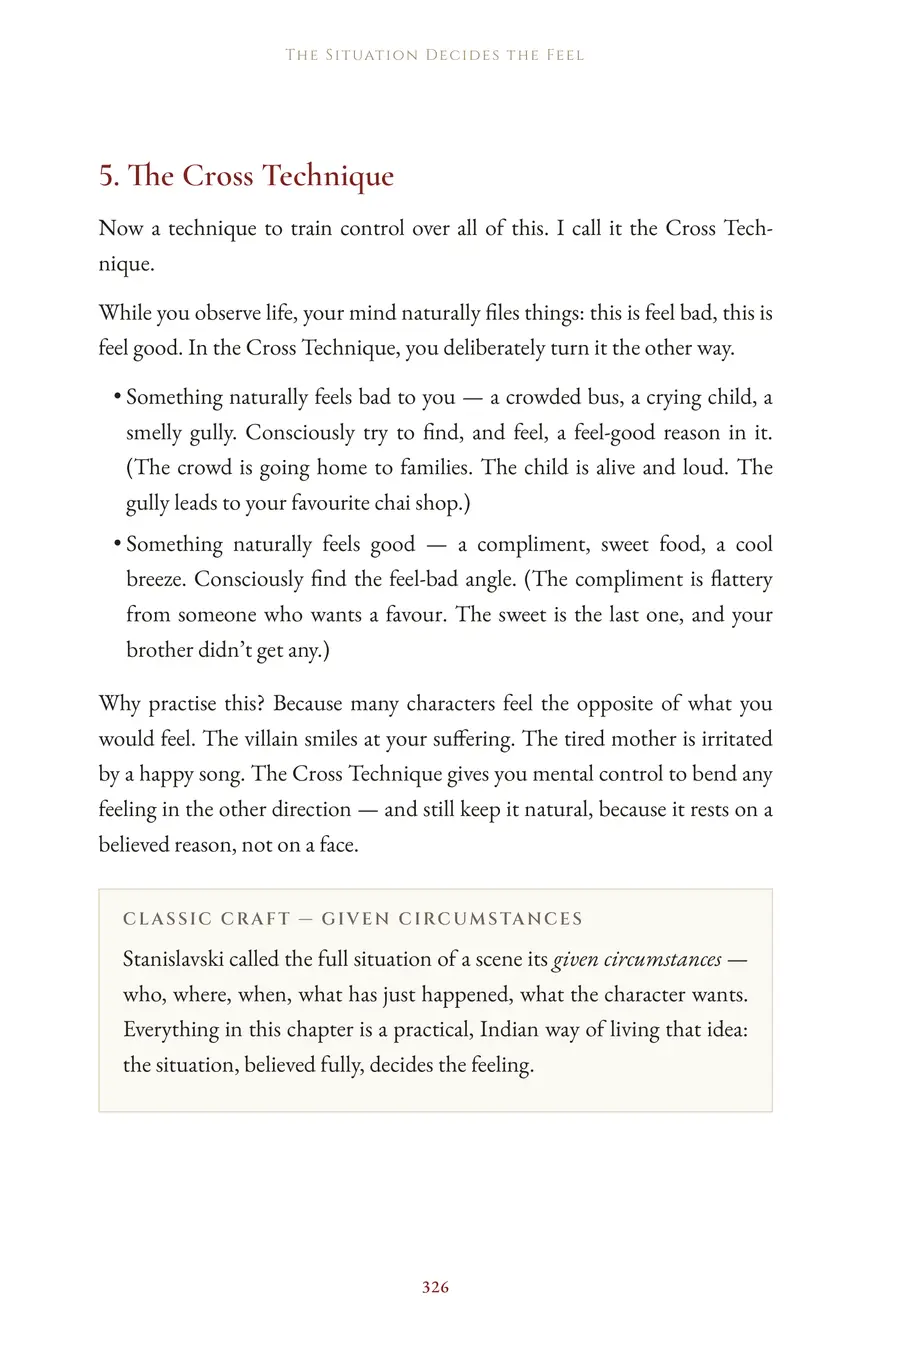 The Situation Decides the Feel
5. The Cross Technique
Now a technique to train control over all of this. I call it the Cross Tech-
nique.
While you observe life, your mind naturally files things: this is feel bad, this is
feel good. In the Cross Technique, you deliberately turn it the other way.
• Something naturally feels bad to you — a crowded bus, a crying child, a
smelly gully. Consciously try to find, and feel, a feel-good reason in it.
(The crowd is going home to families. The child is alive and loud. The
gully leads to your favourite chai shop.)
• Something naturally feels good — a compliment, sweet food, a cool
breeze. Consciously find the feel-bad angle. (The compliment is flattery
from someone who wants a favour. The sweet is the last one, and your
brother didn’t get any.)
Why practise this? Because many characters feel the opposite of what you
would feel. The villain smiles at your suffering. The tired mother is irritated
by a happy song. The Cross Technique gives you mental control to bend any
feeling in the other direction — and still keep it natural, because it rests on a
believed reason, not on a face.
CLASSIC CRAFT — GIVEN CIRCUMSTANCES
Stanislavski called the full situation of a scene its given circumstances —
who, where, when, what has just happened, what the character wants.
Everything in this chapter is a practical, Indian way of living that idea:
the situation, believed fully, decides the feeling.
326